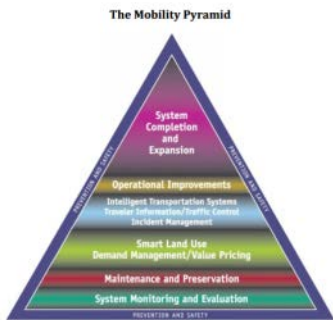 The Mobility Pyramid
System
Completion
and
Expansion
Operational Improvements
Intelligent Transportation Systems
Traveler Information/Traffic Control
Incident Management
Smart Land Use
Demand Management/Value Pricing
Maintenance and Preservation
System Monitoring and Evaluation
PREVENTION AND SAFETY
PREVENTION AND SAFETY
PREVENTION AND SAFETY